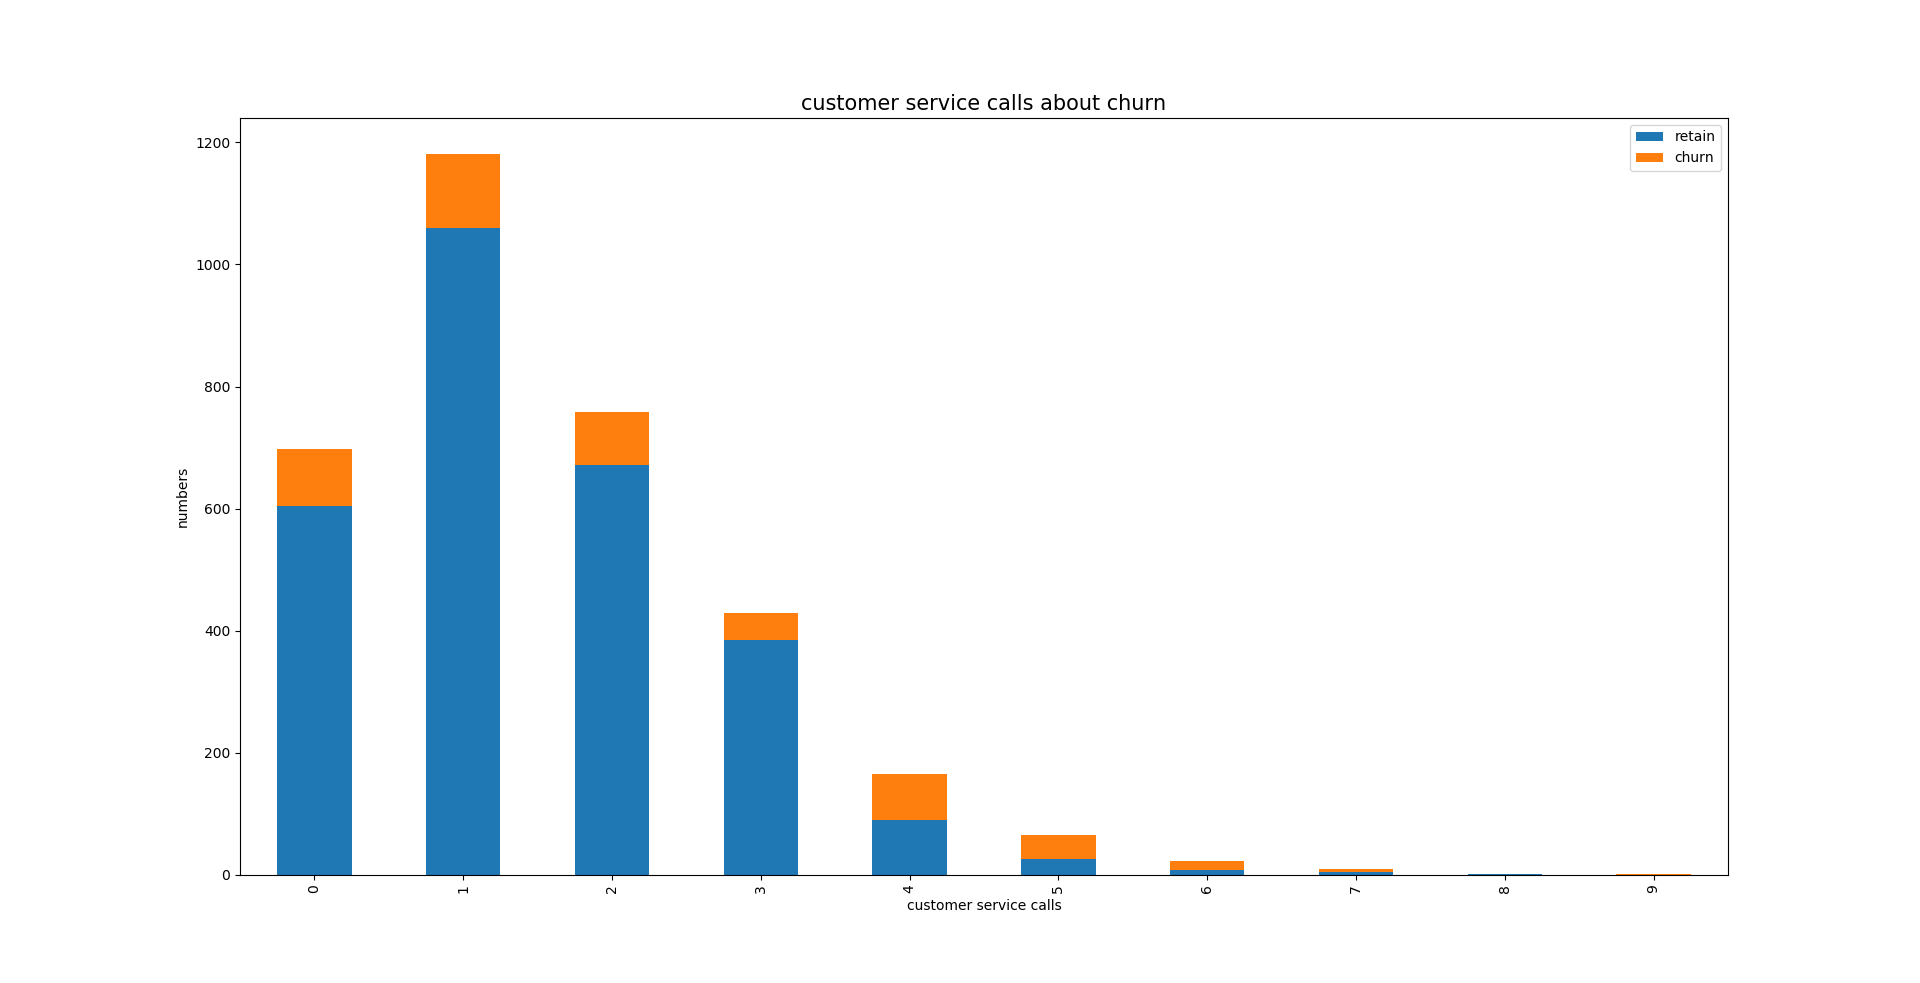 customer service calls about churn
retain
churn
1200
1000
800
600
400
200
0
numbers
0 1 2 3 4 5 6 7 8 9
customer service calls